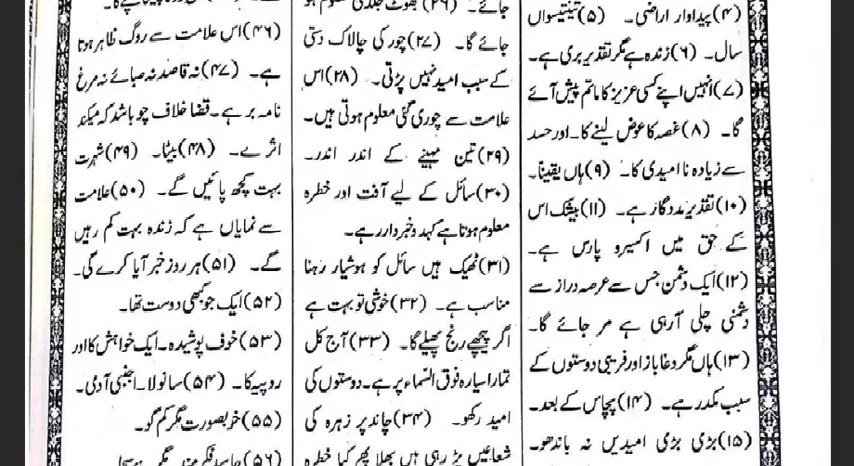 (۴) پیداوار اراضی۔ (۵) تینتیسواں
سال۔ (۶) زندہ ہے مگر تقدیر بری ہے۔
(۷) انہیں اپنے کسی عزیز کا ماتم پیش آئے
گا۔ (۸) غصہ کا عوض لینے کا۔ اور حسد
سے زیادہ نا امیدی کا۔ (۹) ہاں یقیناً۔
(۱۰) تقدیر مددگار ہے۔ (۱۱) بیشک اس
کے حق میں اکسیر و پارس ہے۔
(۱۲) ایک دشمن جس سے عرصہ دراز سے
دشمنی چلی آرہی ہے مر جائے گا۔
(۱۳) ہاں مگر دغا باز اور فریبی دوستوں کے
سبب مکدر ہے۔ (۱۴) پچاس کے بعد۔
(۱۵) بڑی بڑی امیدیں نہ باندھو۔
جائے۔ (۲۶) جھوٹ جلدی معلوم ہو
جائے گا۔ (۲۷) چور کی چالاک دستی
کے سبب امید نہیں پڑتی۔ (۲۸) اس
علامت سے چوری گئی معلوم ہوتی ہیں۔
(۲۹) تین مہینے کے اندر اندر۔
(۳۰) سائل کے لیے آفت اور خطرہ
معلوم ہوتا ہے کہدو خبردار رہے۔
(۳۱) ٹھیک ہیں سائل کو ہوشیار رہنا
مناسب ہے۔ (۳۲) خوشی تو بہت ہے
اگر پیچھے رنج پھیلے گا۔ (۳۳) آج کل
تمارا سیارہ فوق السماء پر ہے۔ دوستوں کی
امید رکھو۔ (۳۴) چاند پر زہرہ کی
شعاعیں پڑ رہی ہیں بھلا پھر کیا خطرہ
(۴۶) اس علامت سے روگ ظاہر ہوتا
ہے۔ (۴۷) نہ قاصد نہ صبائے نہ مرغ
نامہ بر ہے۔ قضا خلاف چو باشد کہ میکند
اثرے۔ (۴۸) بیٹا۔ (۴۹) شہرت
بہت کچھ پائیں گے۔ (۵۰) علامت
سے نمایاں ہے کہ زندہ بہت کم رہیں
گے۔ (۵۱) ہر روز خبر آیا کرے گی۔
(۵۲) ایک جو کبھی دوست تھا۔
(۵۳) خوف پوشیدہ۔ ایک خواہش کا اور
روپیہ کا۔ (۵۴) سانولا۔ اجنبی آدمی۔
(۵۵) خوبصورت مگر کم گو۔
(۵۶)